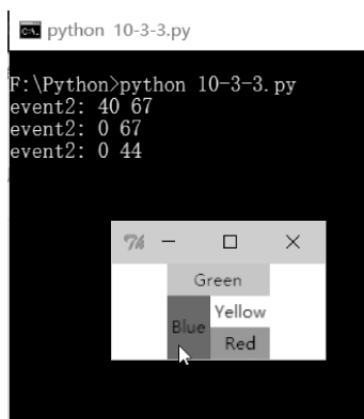 python 10-3-3.py
F:\Python>python 10-3-3.py
event2: 40 67
event2: 0 67
event2: 0 44
Green
Yellow
Blue
Red